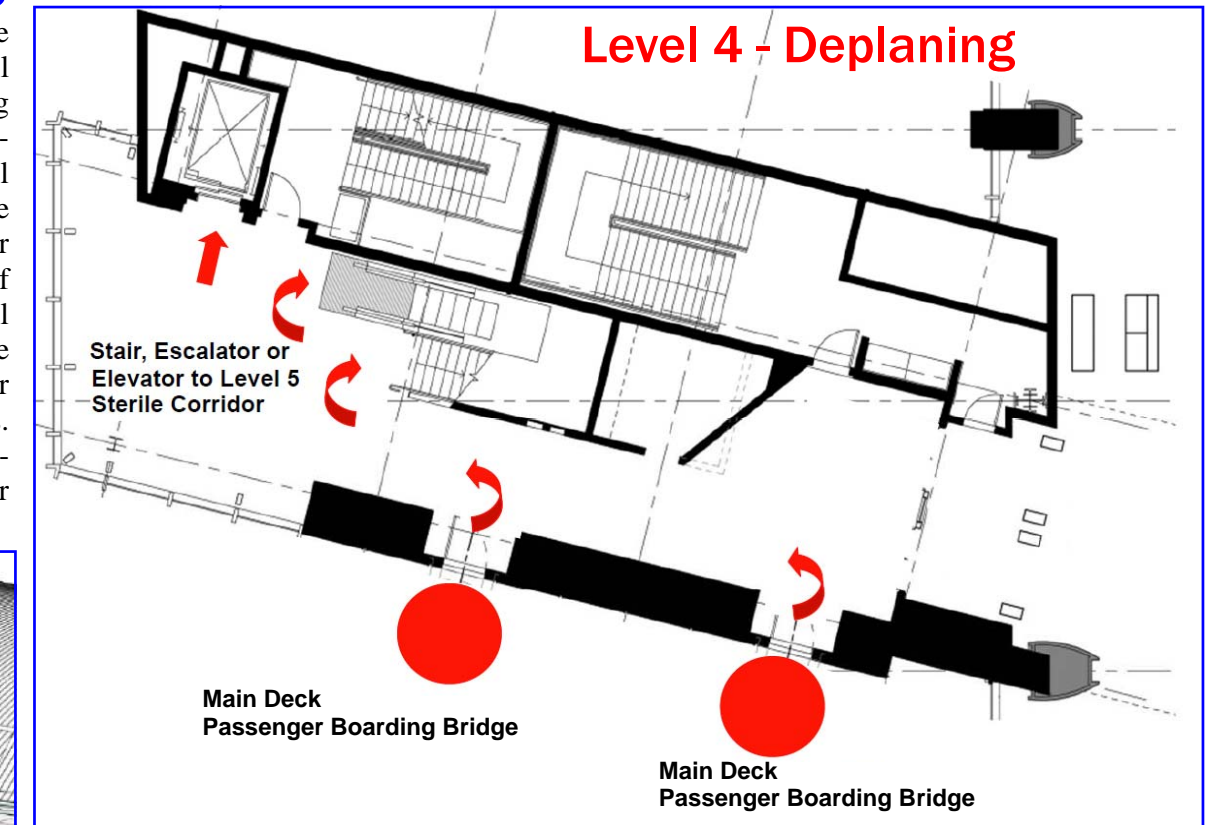 e
l
g
-
l
e
r
f
l
e
r
.
-
r
Level 4 - Deplaning
Stair, Escalator or
Elevator to Level 5
Sterile Corridor
Main Deck
Passenger Boarding Bridge
Main Deck
Passenger Boarding Bridge